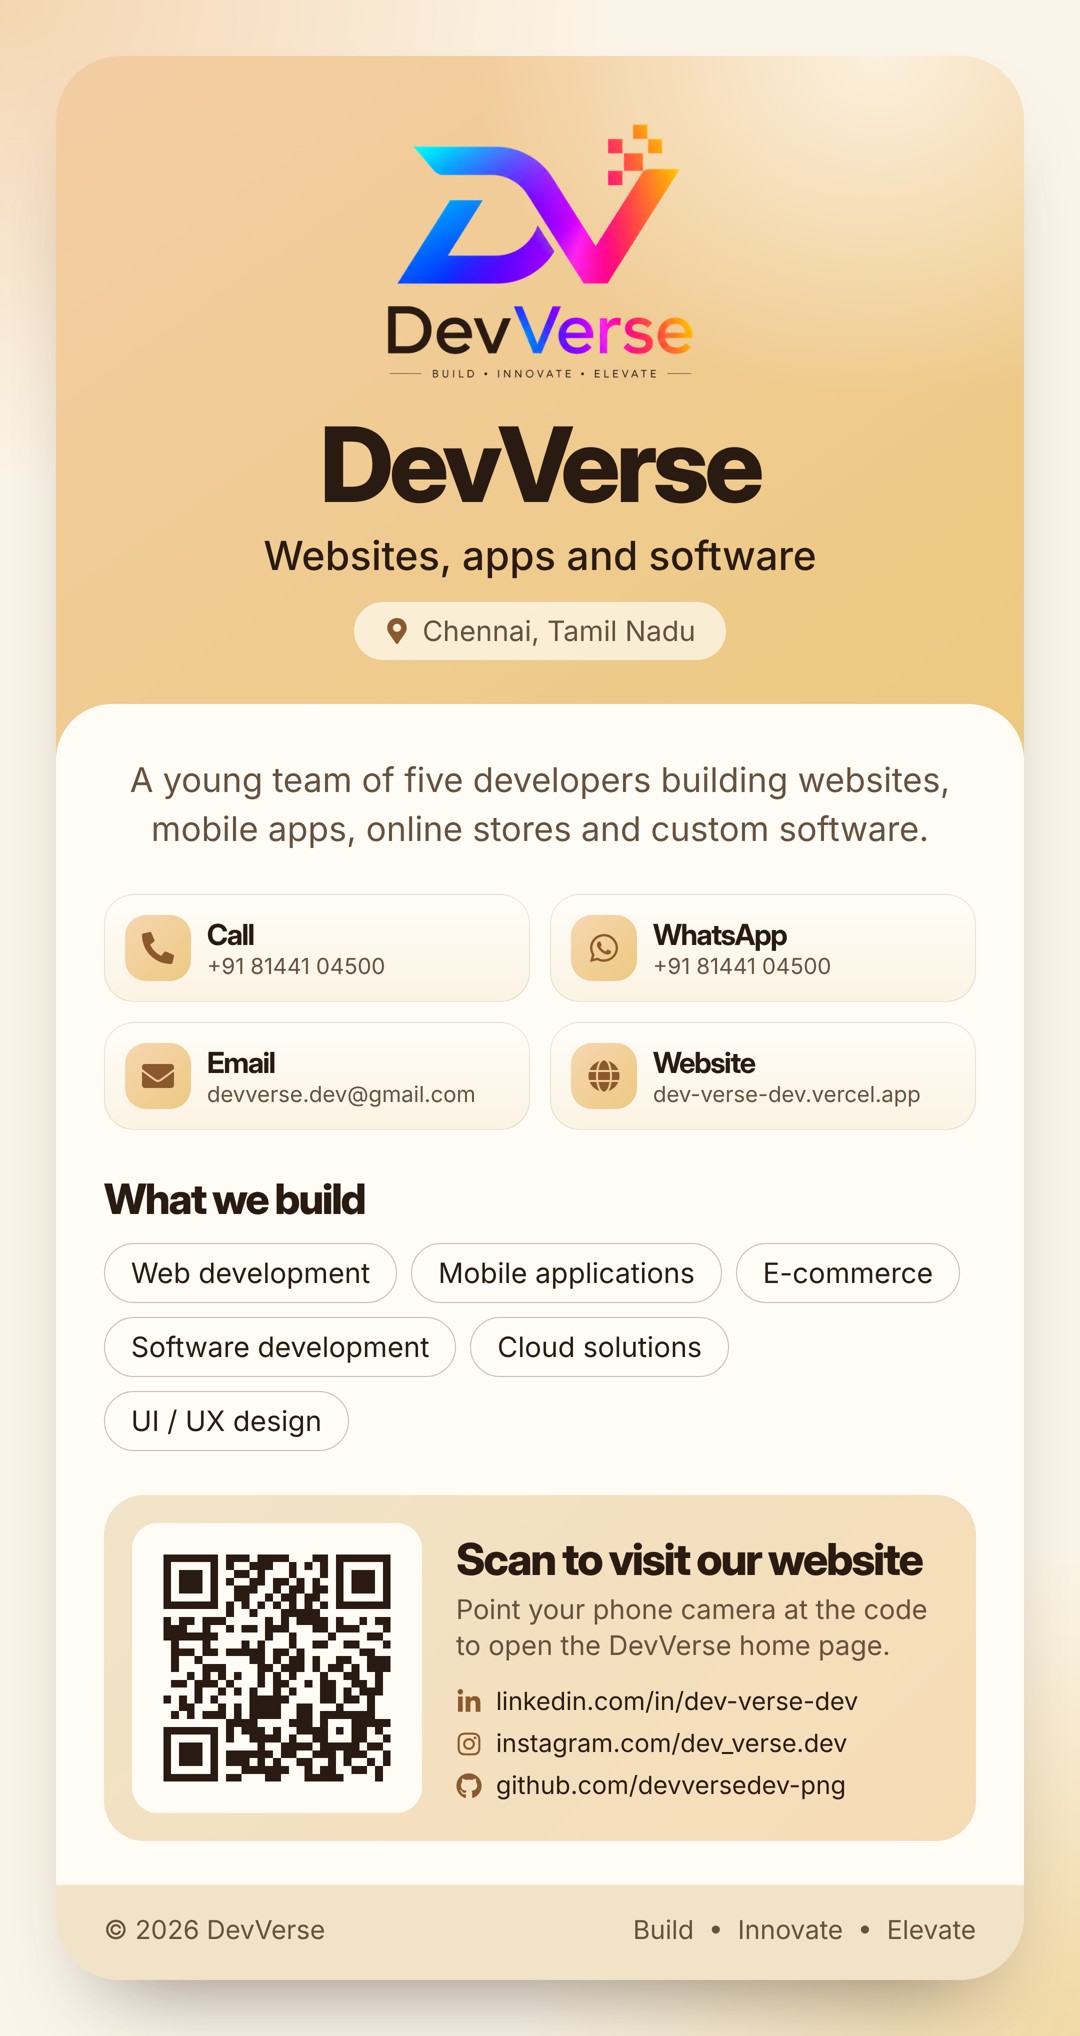 DevVerse
BUILD • INNOVATE • ELEVATE
DevVerse
Websites, apps and software
Chennai, Tamil Nadu
A young team of five developers building websites,
mobile apps, online stores and custom software.
Call
+91 81441 04500
WhatsApp
+91 81441 04500
Email
devverse.dev@gmail.com
Website
dev-verse-dev.vercel.app
What we build
Web development
Mobile applications
E-commerce
Software development
Cloud solutions
UI / UX design
Scan to visit our website
Point your phone camera at the code
to open the DevVerse home page.
linkedin.com/in/dev-verse-dev
instagram.com/dev_verse.dev
github.com/devversedev-png
© 2026 DevVerse
Build • Innovate • Elevate